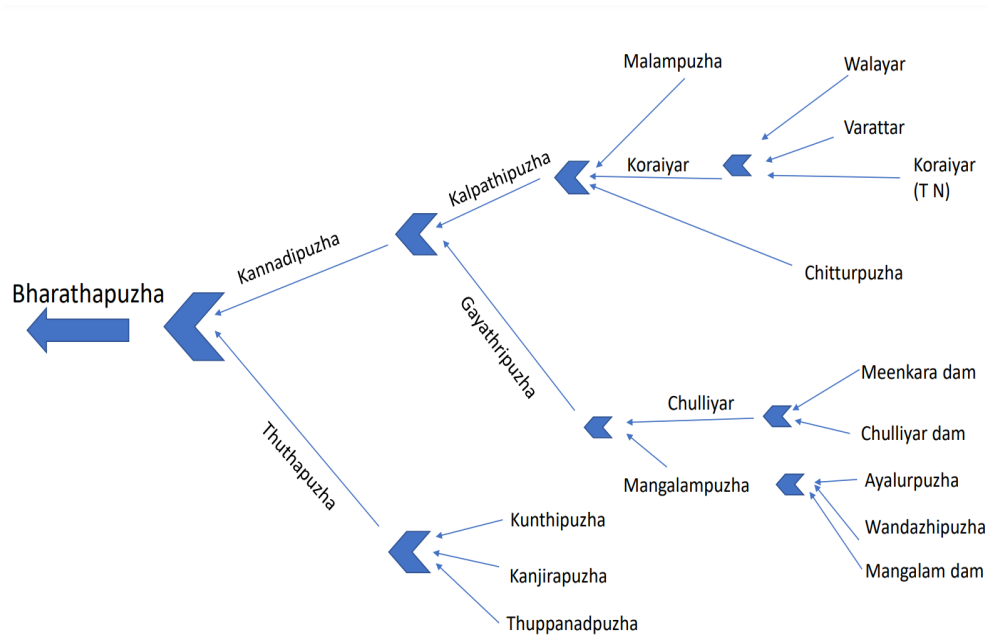 Malampuzha
Walayar
Varattar
Koraiyar
Koraiyar
(T N)
Kalpathipuzha
Chitturpuzha
Kannadipuzha
Bharathapuzha
Gayathripuzha
Meenkara dam
Chulliyar
Chulliyar dam
Mangalampuzha
Ayalurpuzha
Wandazhipuzha
Mangalam dam
Thuthapuzha
Kunthipuzha
Kanjirapuzha
Thuppanadpuzha